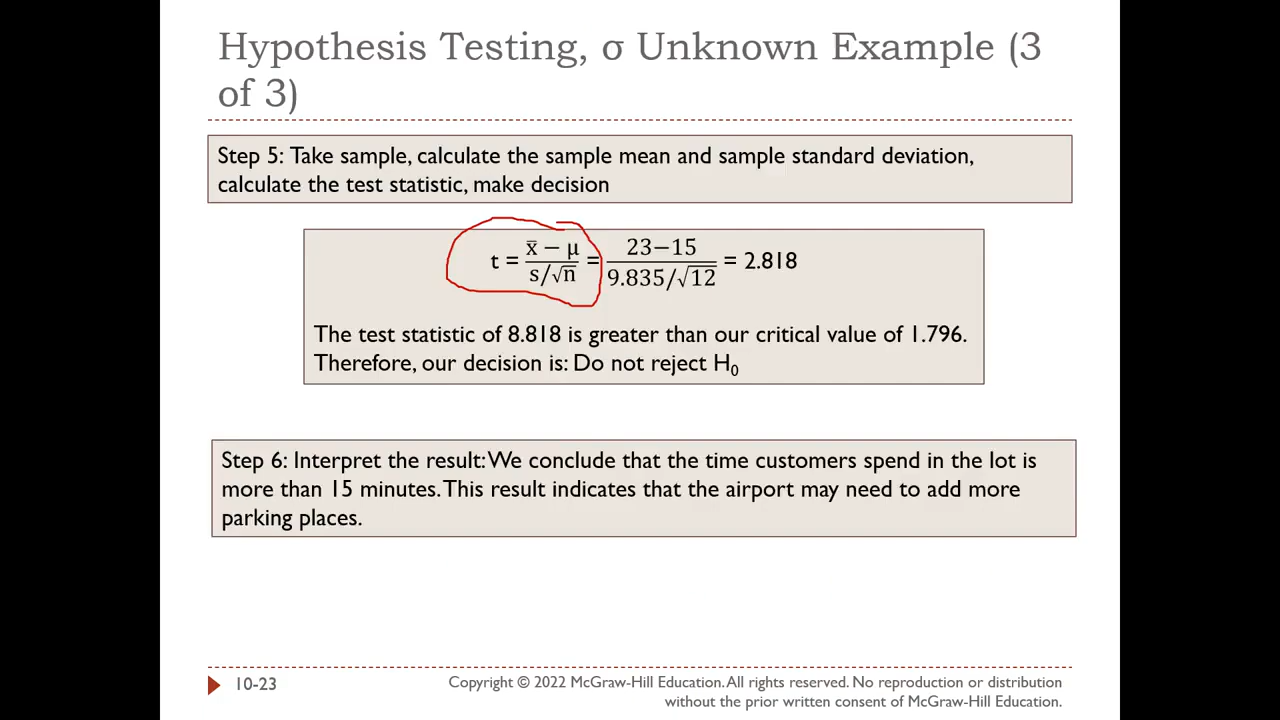 Hypothesis Testing, σ Unknown Example (3
of 3)
Step 5: Take sample, calculate the sample mean and sample standard deviation,
calculate the test statistic, make decision
t = x̄ − μ / s/√n = 23−15 / 9.835/√12 = 2.818
The test statistic of 8.818 is greater than our critical value of 1.796.
Therefore, our decision is: Do not reject H₀
Step 6: Interpret the result: We conclude that the time customers spend in the lot is
more than 15 minutes. This result indicates that the airport may need to add more
parking places.
10-23
Copyright © 2022 McGraw-Hill Education. All rights reserved. No reproduction or distribution
without the prior written consent of McGraw-Hill Education.